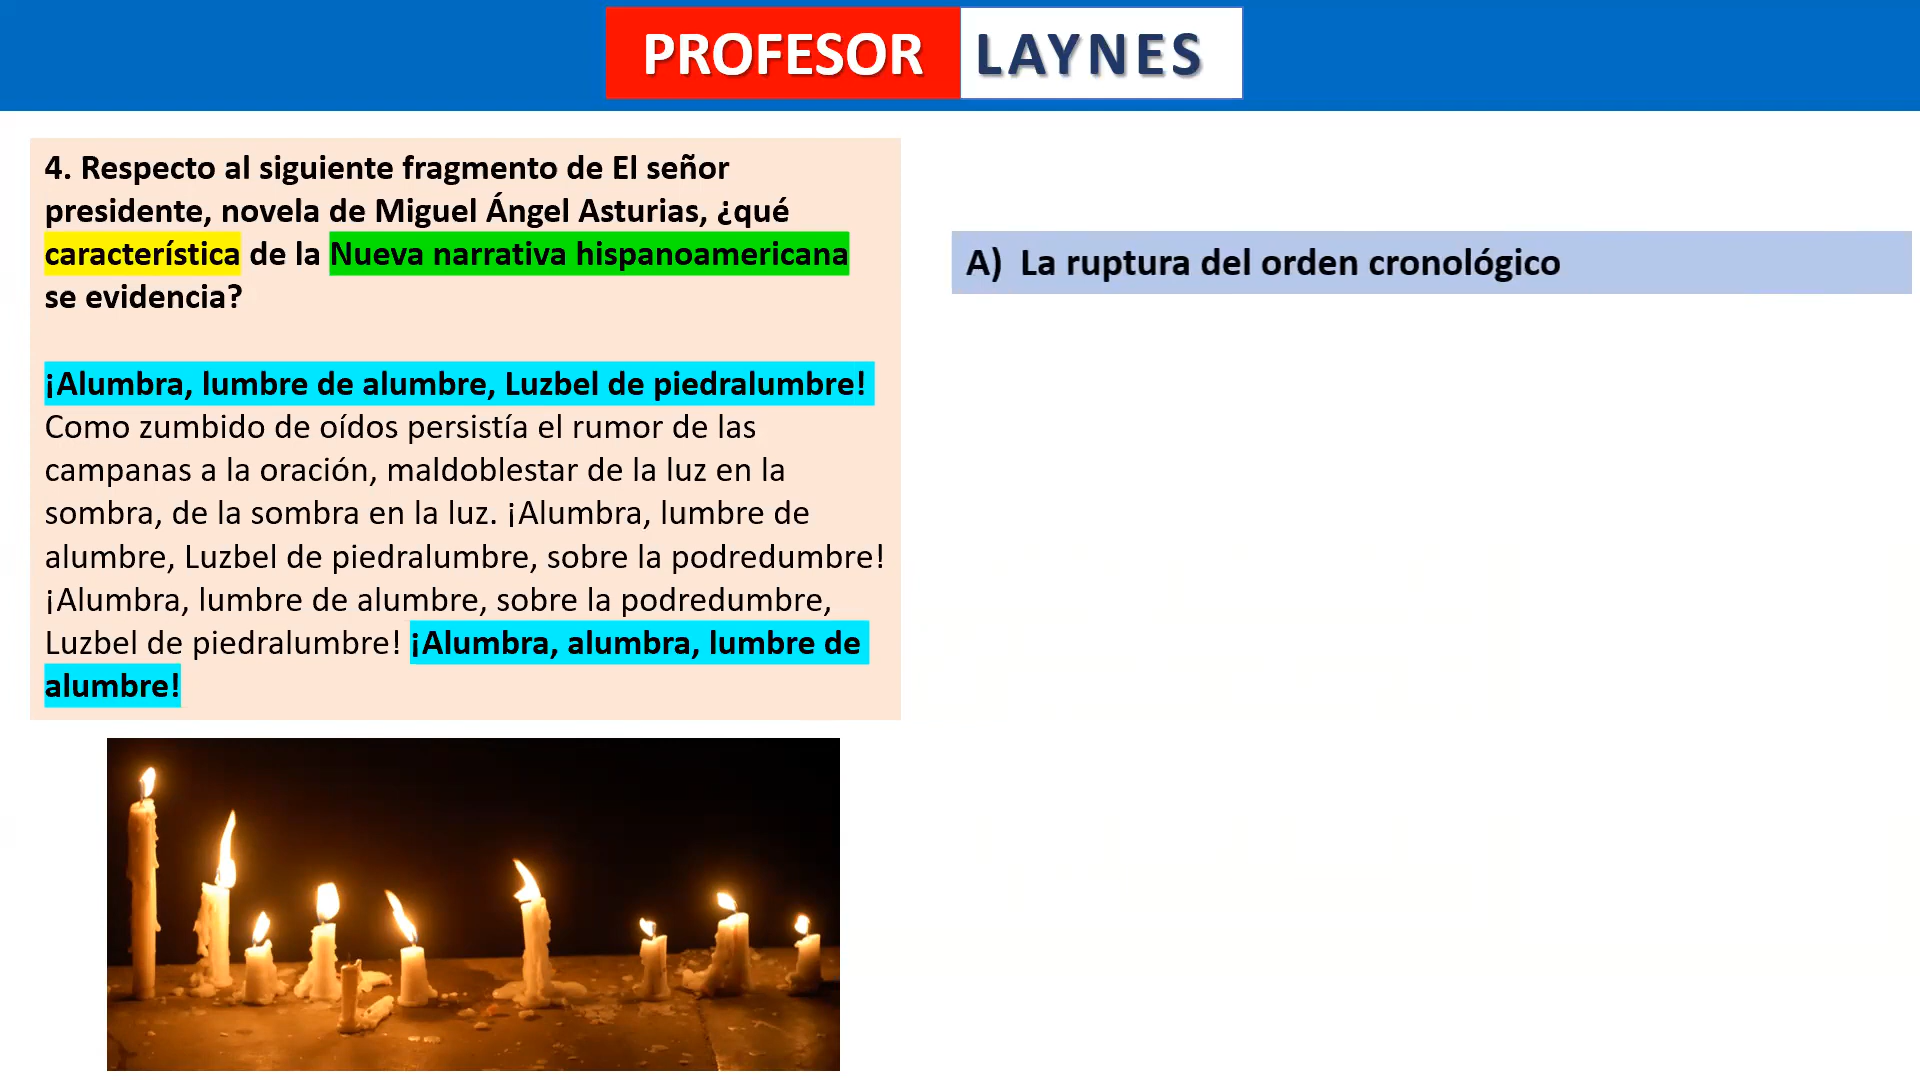 PROFESOR LAYNES
4. Respecto al siguiente fragmento de El señor
presidente, novela de Miguel Ángel Asturias, ¿qué
característica de la Nueva narrativa hispanoamericana
se evidencia?
¡Alumbra, lumbre de alumbre, Luzbel de piedralumbre!
Como zumbido de oídos persistía el rumor de las
campanas a la oración, maldoblestar de la luz en la
sombra, de la sombra en la luz. ¡Alumbra, lumbre de
alumbre, Luzbel de piedralumbre, sobre la podredumbre!
¡Alumbra, lumbre de alumbre, sobre la podredumbre,
Luzbel de piedralumbre! ¡Alumbra, alumbra, lumbre de
alumbre!
A) La ruptura del orden cronológico